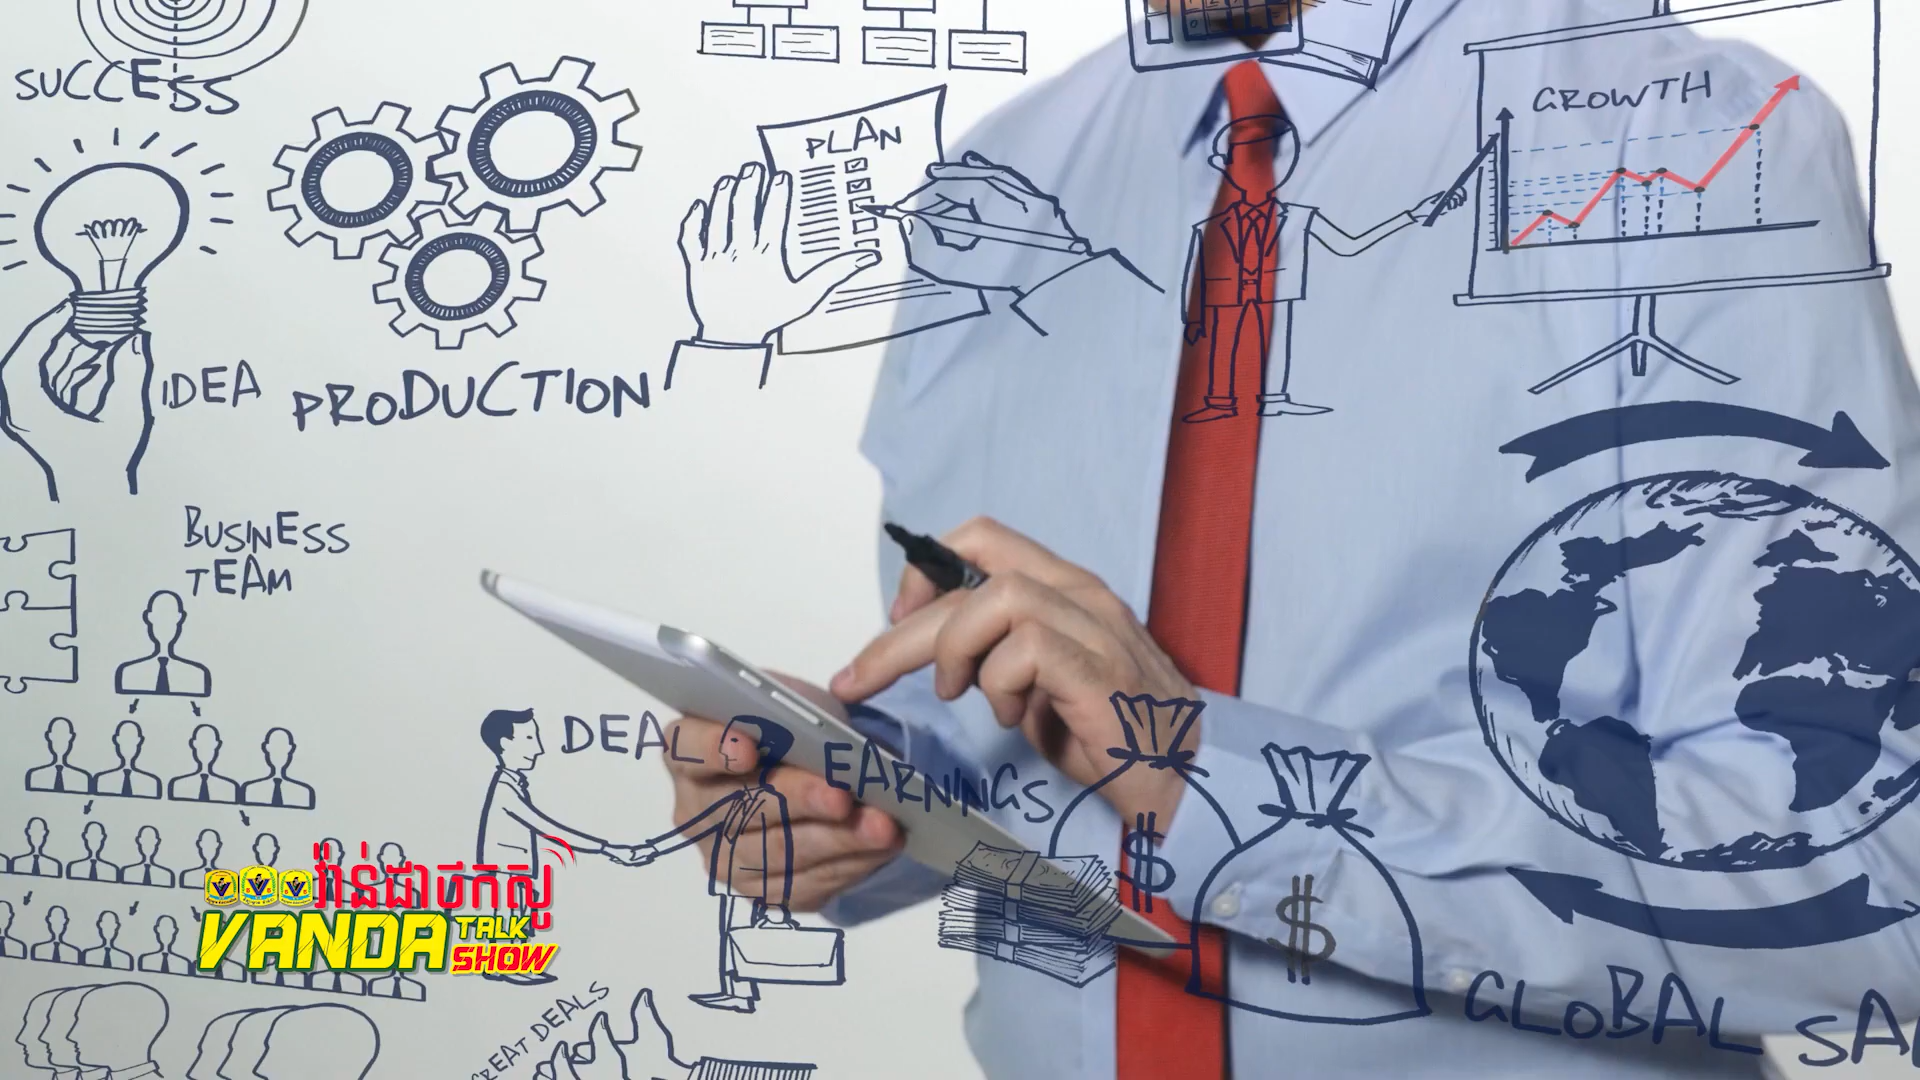 SUCCESS
PLAN
GROWTH
IDEA
PRODUCTION
BUSINESS
TEAM
DEAL
EARNINGS
$
$
វ៉ាន់ដាថកសូ
VANDA TALK
SHOW
GREAT DEALS
GLOBAL SA